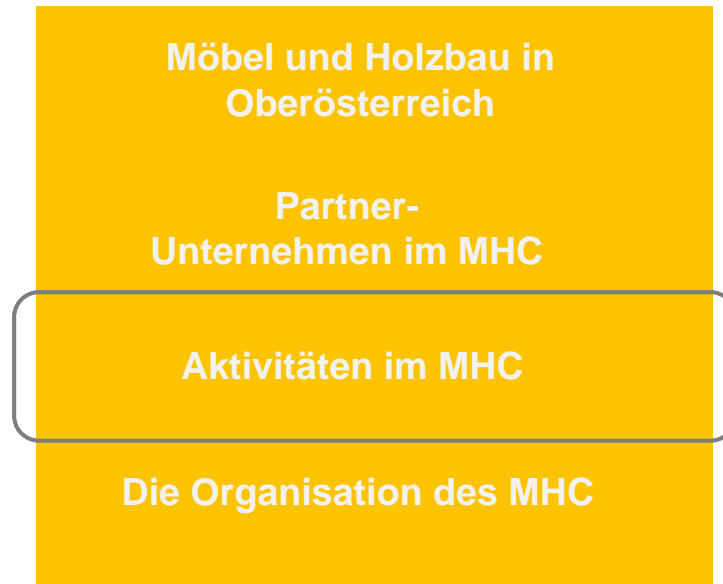 Möbel und Holzbau in
Oberösterreich
Partner-
Unternehmen im MHC
Aktivitäten im MHC
Die Organisation des MHC